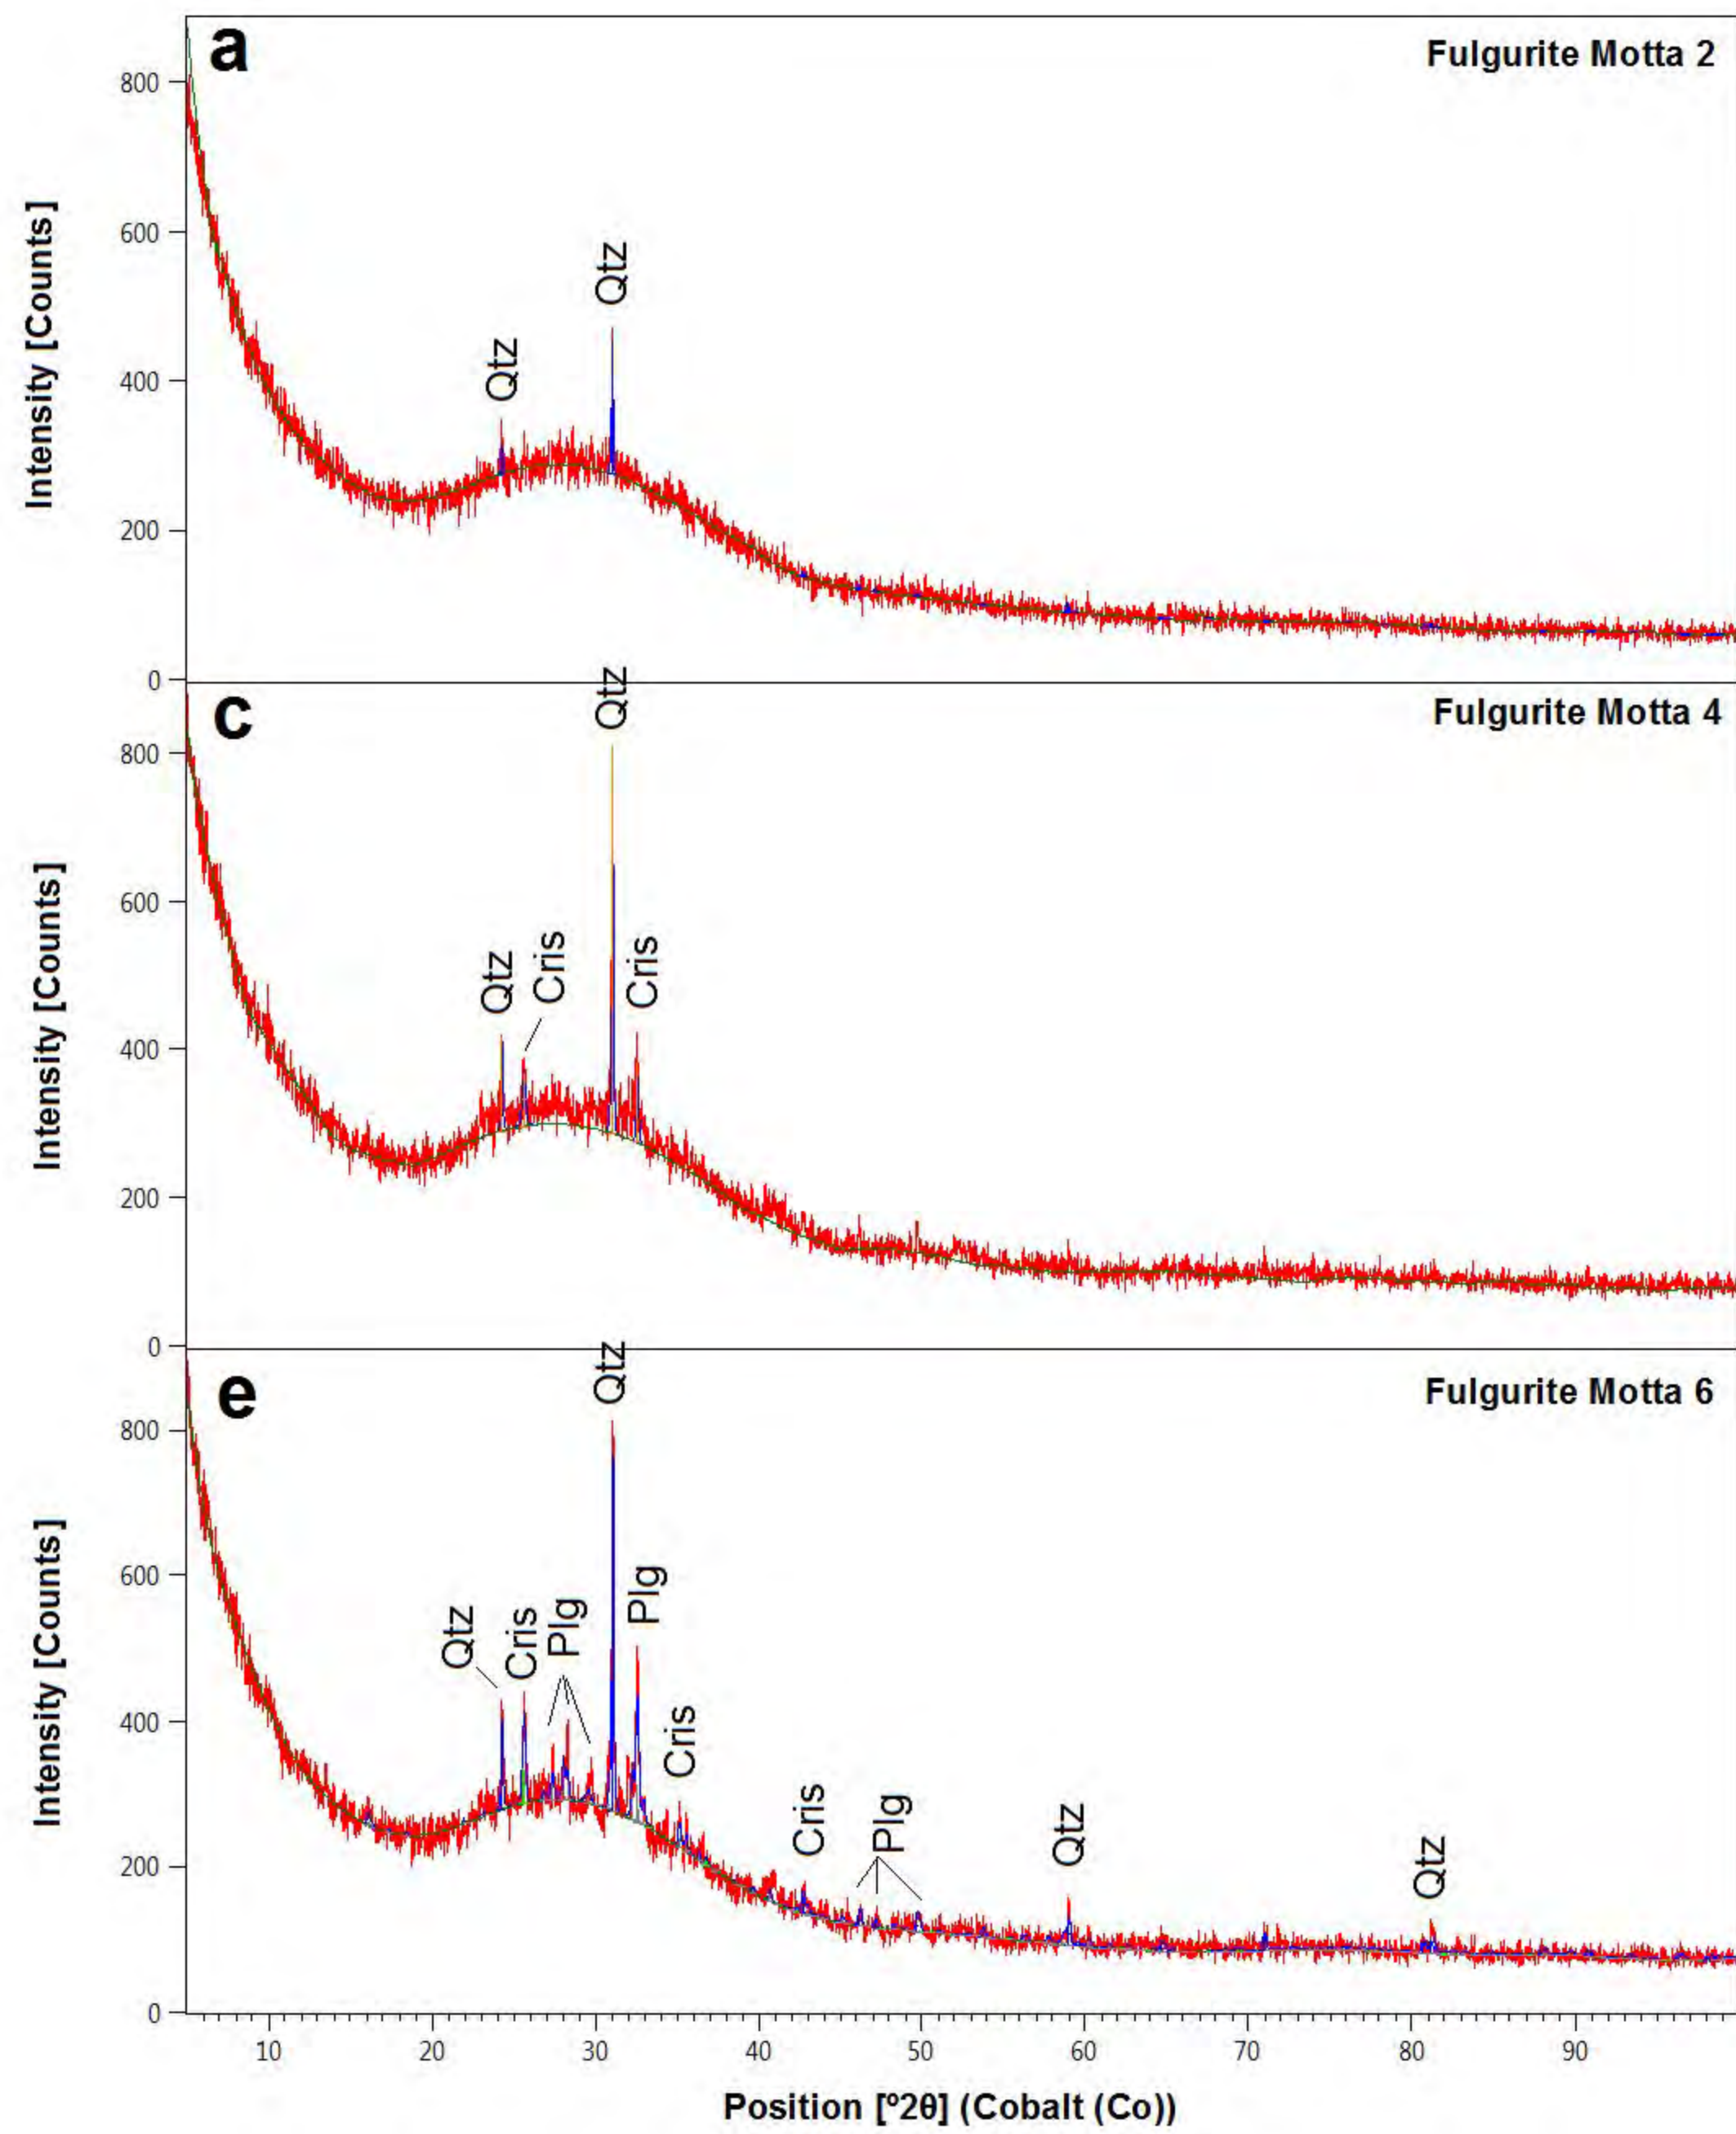 a
Fulgurite Motta 2
Intensity [Counts]
800
600
400
200
0
Qtz
Qtz
c
Fulgurite Motta 4
Intensity [Counts]
800
600
400
200
0
Qtz
Cris
Qtz
Cris
e
Fulgurite Motta 6
Intensity [Counts]
800
600
400
200
0
Qtz
Cris
Plg
Qtz
Plg
Cris
Cris
Plg
Qtz
Qtz
10 20 30 40 50 60 70 80 90
Position [º2θ] (Cobalt (Co))